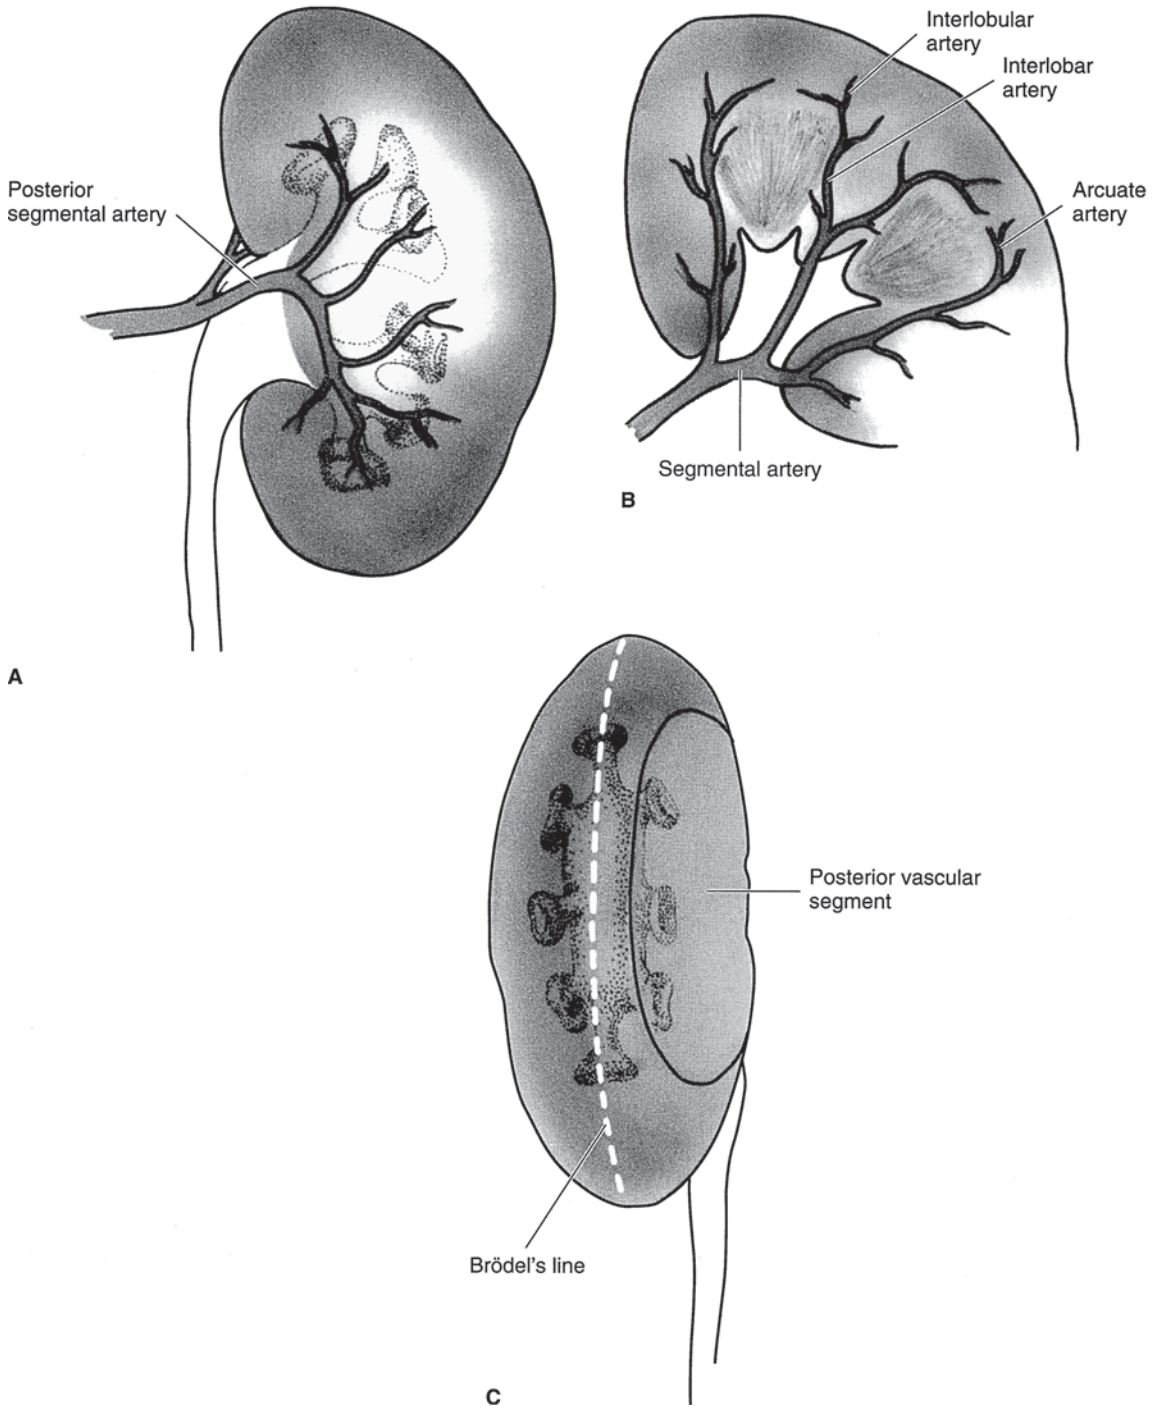 Posterior
segmental artery
A
Interlobular
artery
Interlobar
artery
Arcuate
artery
Segmental artery
B
Posterior vascular
segment
Brödel's line
C